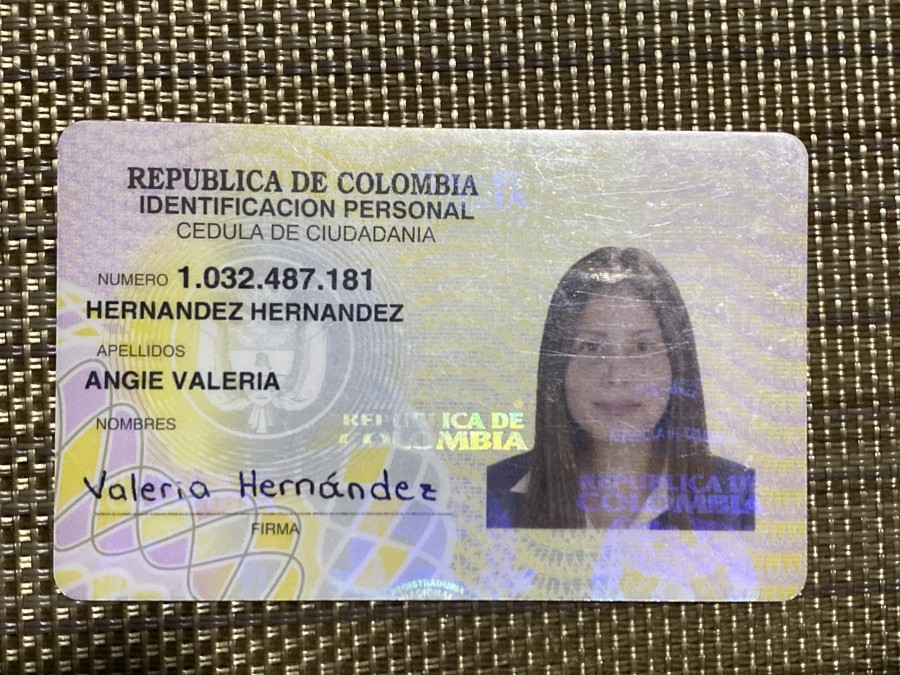 REPUBLICA DE COLOMBIA
IDENTIFICACION PERSONAL
CEDULA DE CIUDADANIA
NUMERO 1.032.487.181
HERNANDEZ HERNANDEZ
APELLIDOS
ANGIE VALERIA
NOMBRES
REPUBLICA DE
COLOMBIA
Valeria Hernández
FIRMA
REPUBLICA DE
COLOMBIA
REGISTRADURIA
NACIONAL